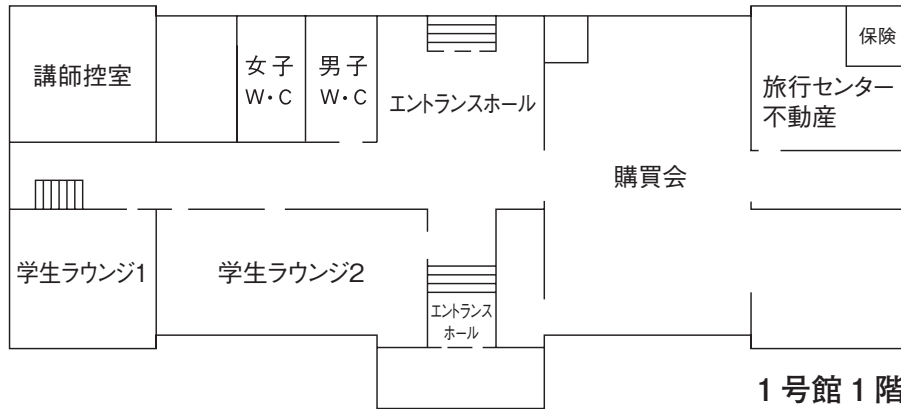 講師控室
女子
W・C
男子
W・C
エントランスホール
購買会
保険
旅行センター
不動産
学生ラウンジ1
学生ラウンジ2
エントランス
ホール
1号館1階